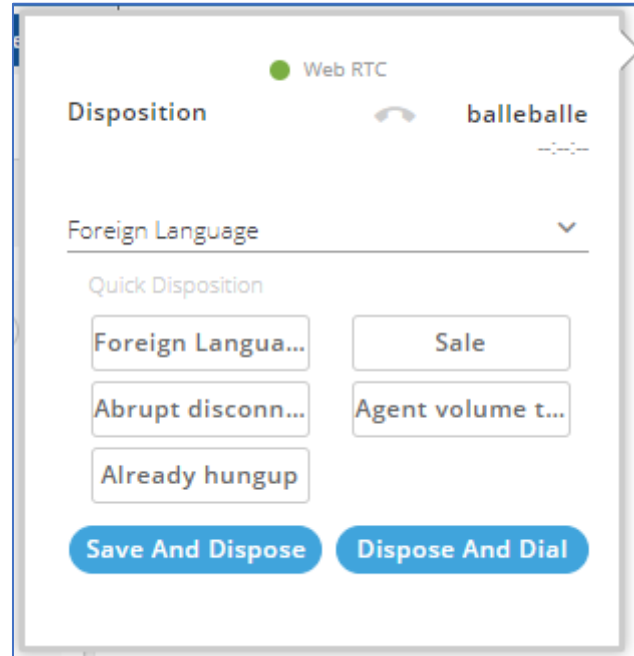 Web RTC
Disposition balleballe
--:--:--
Foreign Language
Quick Disposition
Foreign Langua... Sale
Abrupt disconn... Agent volume t...
Already hungup
Save And Dispose Dispose And Dial